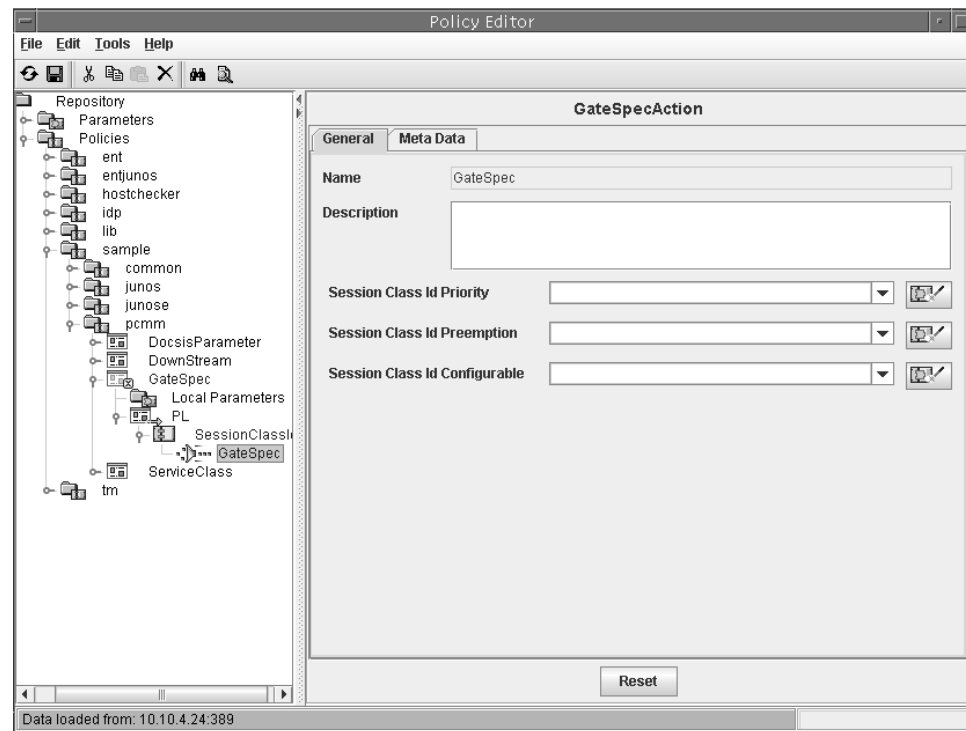 Policy Editor
File Edit Tools Help
Repository
Parameters
Policies
ent
entjunos
hostchecker
idp
lib
sample
common
junos
junose
pcmm
DocsisParameter
DownStream
GateSpec
Local Parameters
PL
SessionClassI
GateSpec
ServiceClass
tm
GateSpecAction
General Meta Data
Name GateSpec
Description
Session Class Id Priority
Session Class Id Preemption
Session Class Id Configurable
Reset
Data loaded from: 10.10.4.24:389